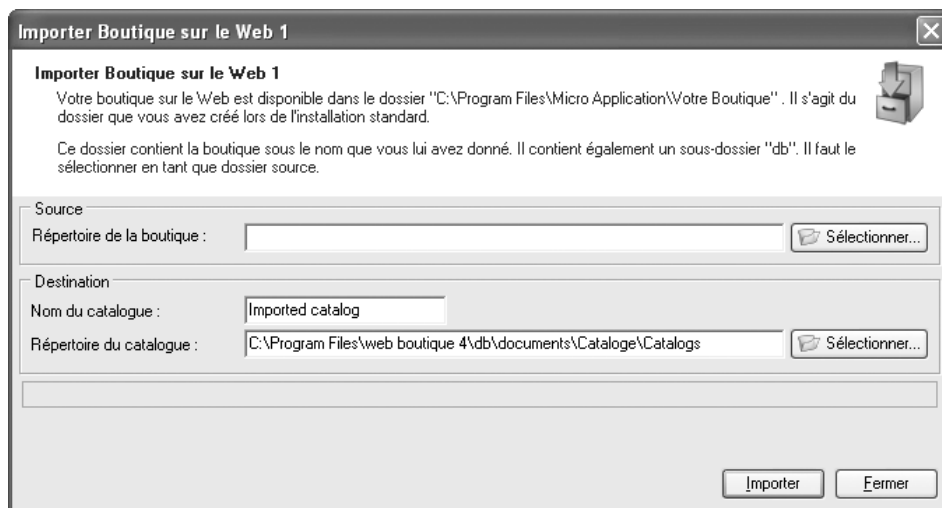 Importer Boutique sur le Web 1
Importer Boutique sur le Web 1
Votre boutique sur le Web est disponible dans le dossier "C:\Program Files\Micro Application\Votre Boutique" . Il s'agit du
dossier que vous avez créé lors de l'installation standard.
Ce dossier contient la boutique sous le nom que vous lui avez donné. Il contient également un sous-dossier "db". Il faut le
sélectionner en tant que dossier source.
Source
Répertoire de la boutique :
Sélectionner...
Destination
Nom du catalogue :
Imported catalog
Répertoire du catalogue :
C:\Program Files\web boutique 4\db\documents\Cataloge\Catalogs
Sélectionner...
Importer
Fermer